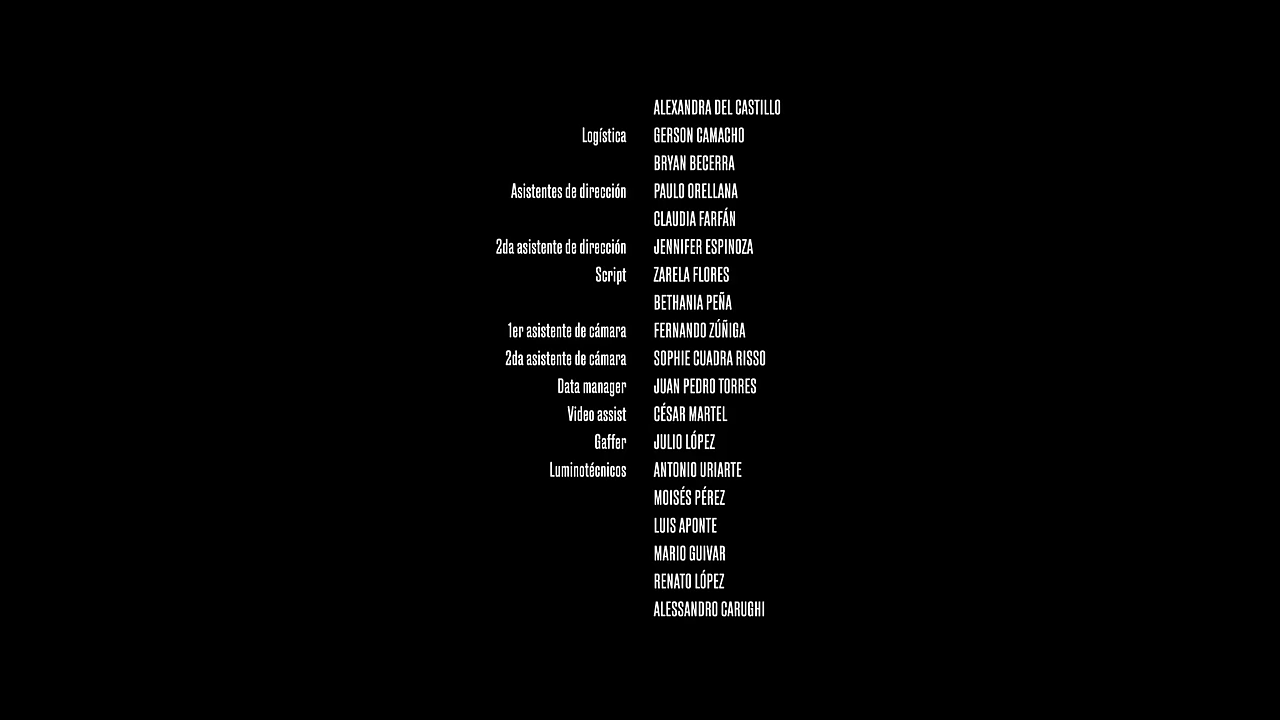 ALEXANDRA DEL CASTILLO
Logística GERSON CAMACHO
BRYAN BECERRA
Asistentes de dirección PAULO ORELLANA
CLAUDIA FARFÁN
2da asistente de dirección JENNIFER ESPINOZA
Script ZARELA FLORES
BETHANIA PEÑA
1er asistente de cámara FERNANDO ZÚÑIGA
2da asistente de cámara SOPHIE CUADRA RISSO
Data manager JUAN PEDRO TORRES
Video assist CÉSAR MARTEL
Gaffer JULIO LÓPEZ
Luminotécnicos ANTONIO URIARTE
MOISÉS PÉREZ
LUIS APONTE
MARIO GUIVAR
RENATO LÓPEZ
ALESSANDRO CARUGHI